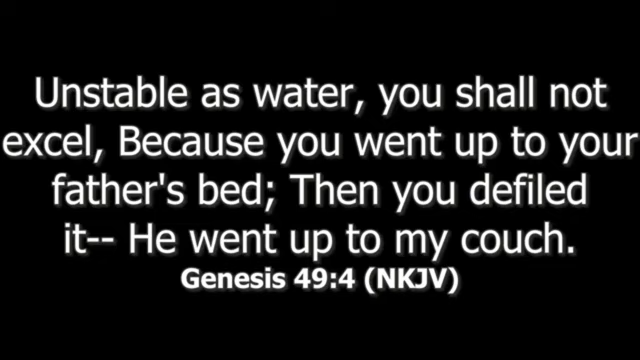 Unstable as water, you shall not
excel, Because you went up to your
father's bed; Then you defiled
it-- He went up to my couch.
Genesis 49:4 (NKJV)